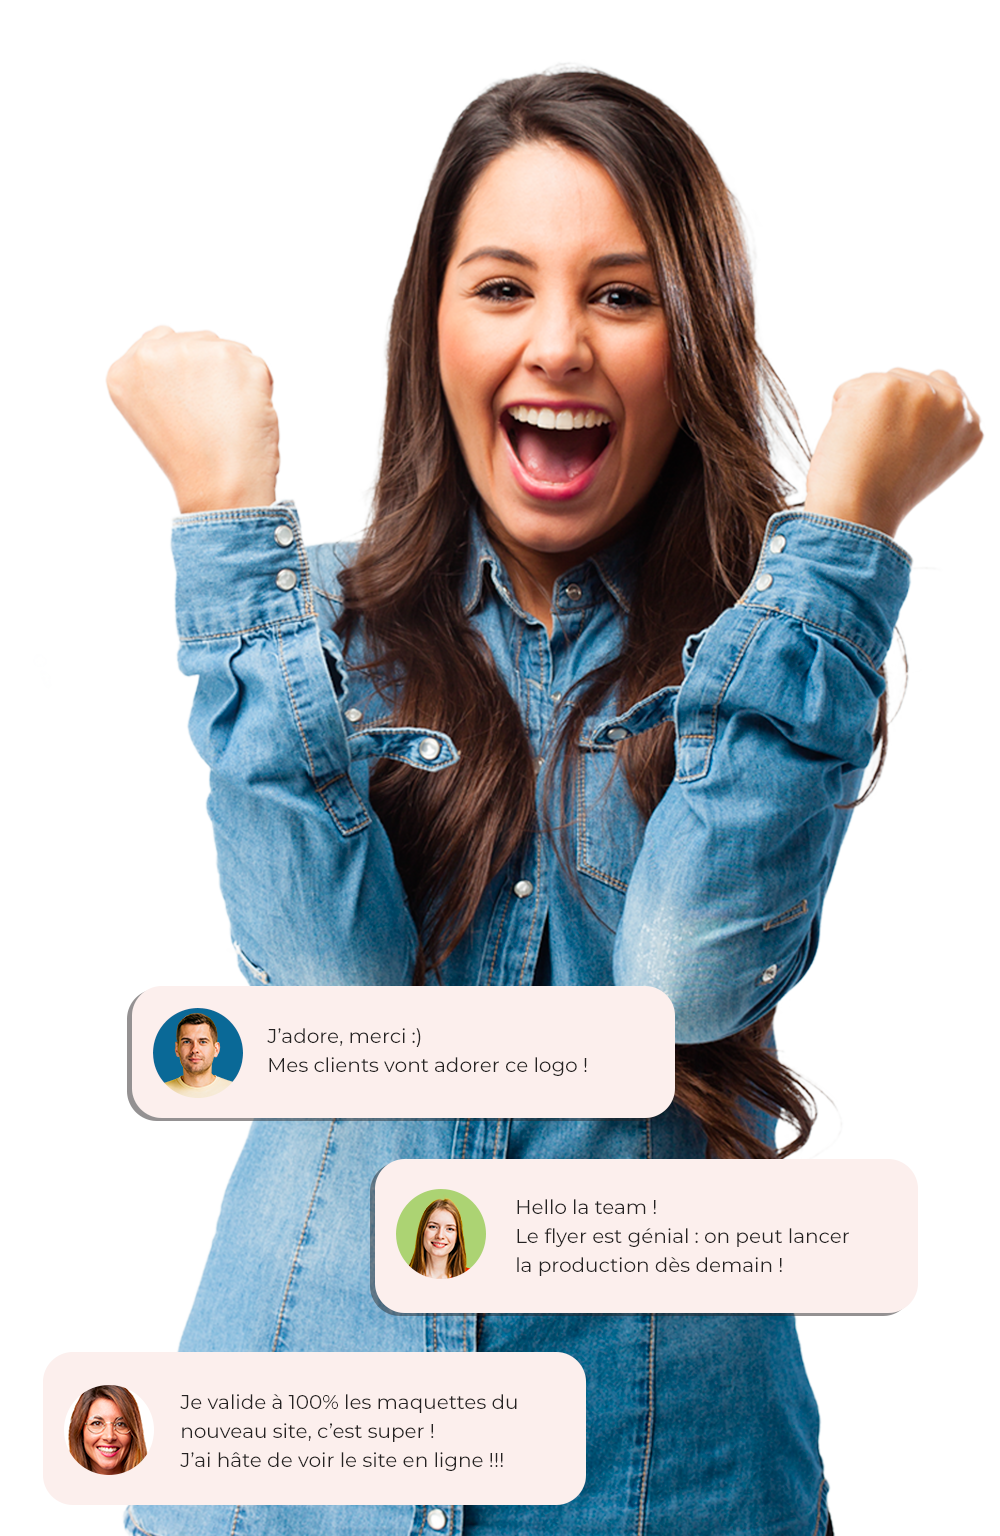 J’adore, merci :)
Mes clients vont adorer ce logo !
Hello la team !
Le flyer est génial : on peut lancer
la production dès demain !
Je valide à 100% les maquettes du
nouveau site, c’est super !
J’ai hâte de voir le site en ligne !!!